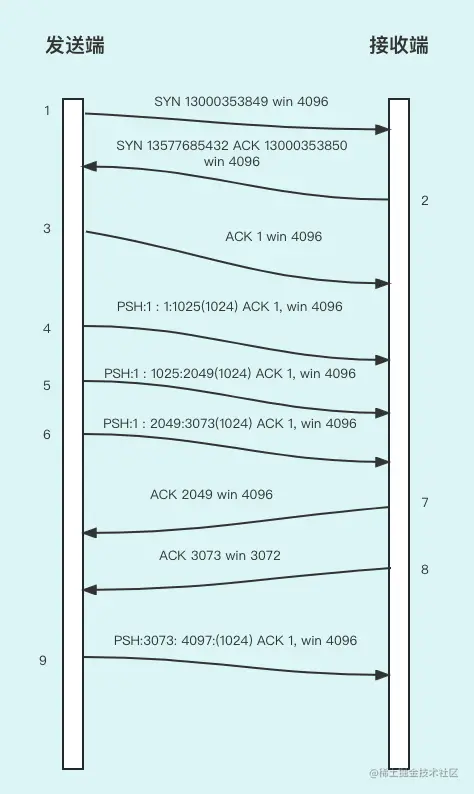 发送端
接收端
1
SYN 13000353849 win 4096
SYN 13577685432 ACK 13000353850
win 4096
2
3
ACK 1 win 4096
PSH:1 : 1:1025(1024) ACK 1, win 4096
4
PSH:1 : 1025:2049(1024) ACK 1, win 4096
5
PSH:1 : 2049:3073(1024) ACK 1, win 4096
6
ACK 2049 win 4096
7
ACK 3073 win 3072
8
PSH:3073: 4097:(1024) ACK 1, win 4096
9
@稀土掘金技术社区